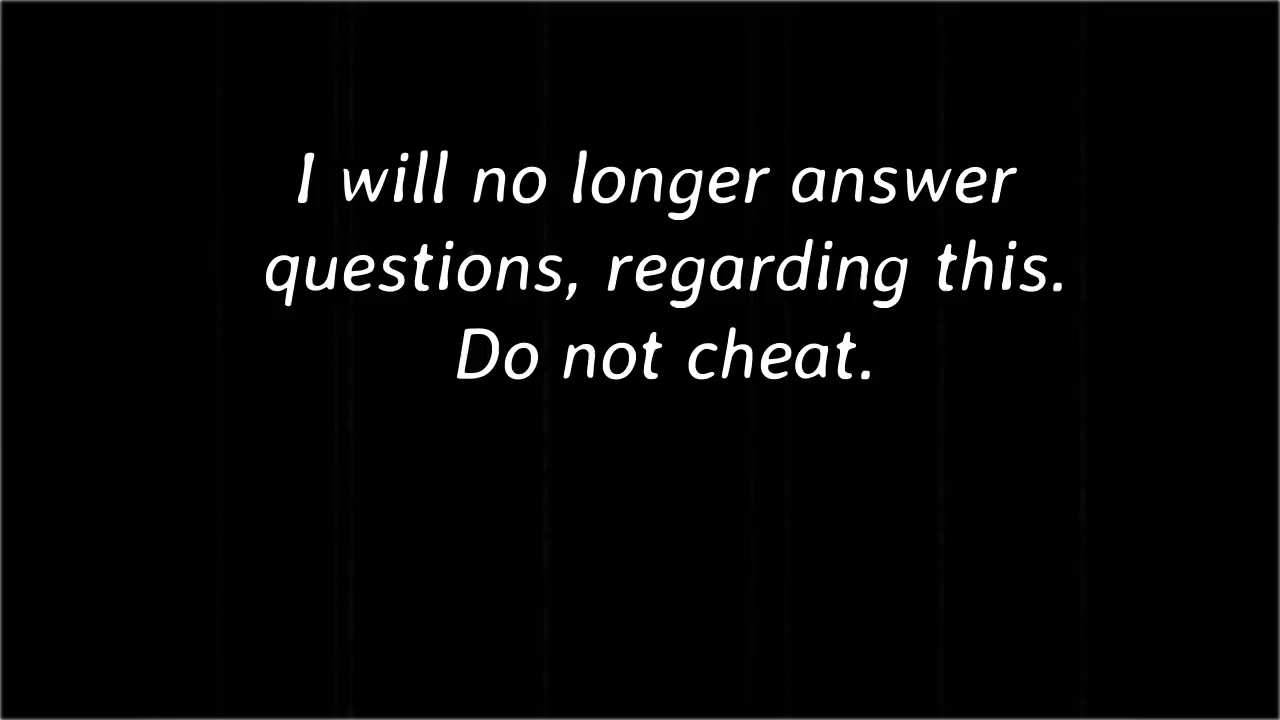 I will no longer answer
questions, regarding this.
Do not cheat.